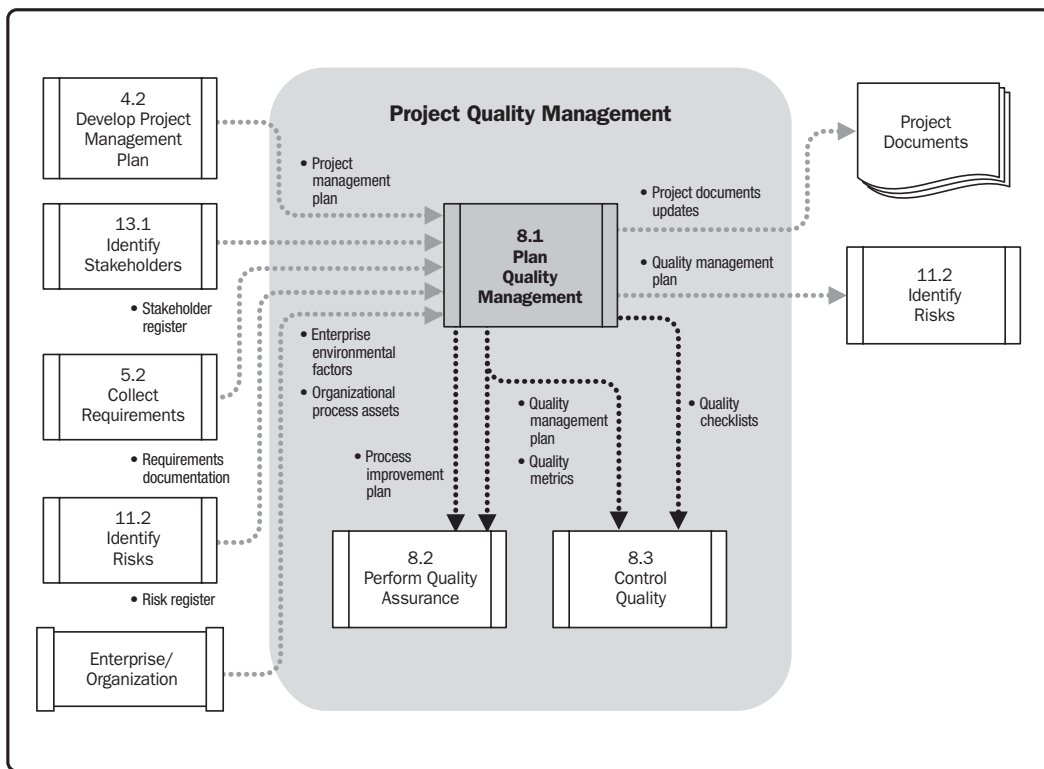 Project Quality Management
4.2
Develop Project
Management
Plan
• Project
management
plan
13.1
Identify
Stakeholders
• Stakeholder
register
5.2
Collect
Requirements
• Requirements
documentation
11.2
Identify
Risks
• Risk register
Enterprise/
Organization
• Enterprise
environmental
factors
• Organizational
process assets
8.1
Plan
Quality
Management
• Project documents
updates
• Quality management
plan
Project
Documents
11.2
Identify
Risks
• Process
improvement
plan
• Quality
management
plan
• Quality
metrics
• Quality
checklists
8.2
Perform Quality
Assurance
8.3
Control
Quality